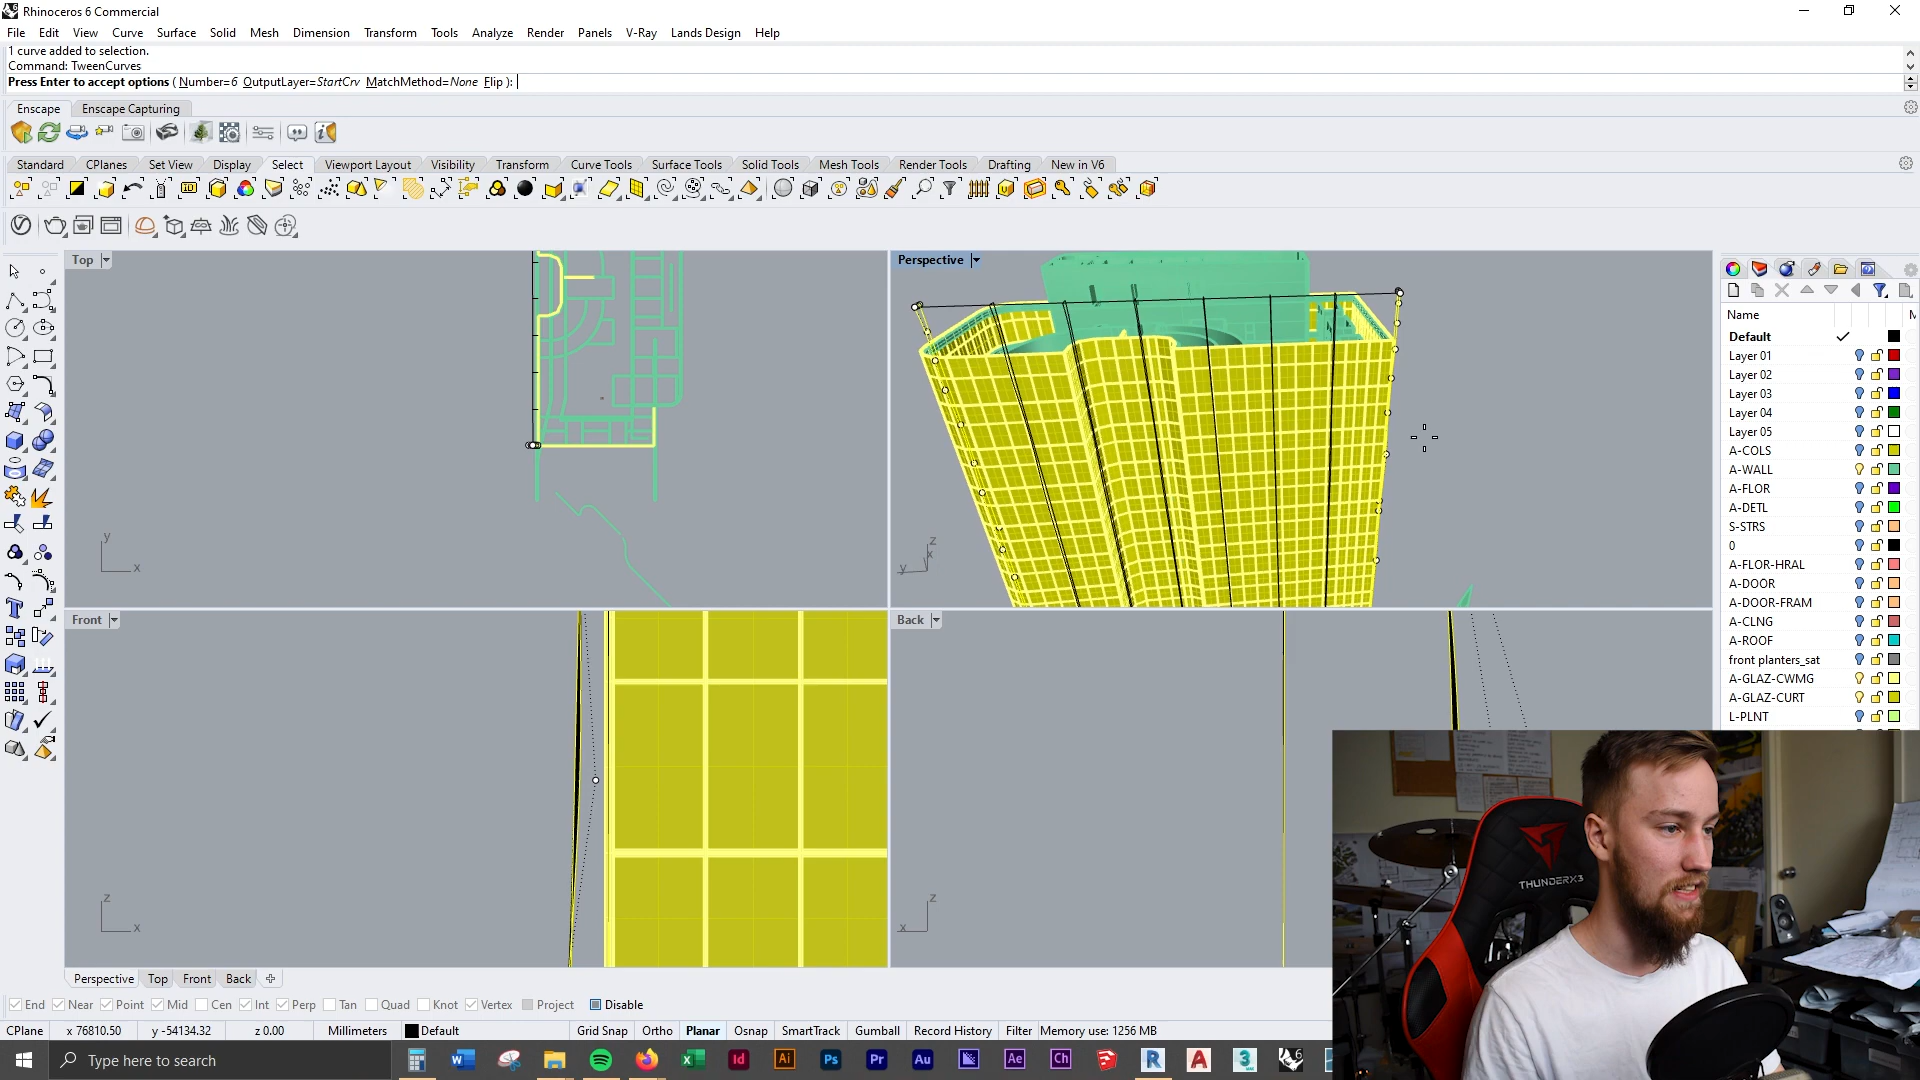 Rhinoceros 6 Commercial
File Edit View Curve Surface Solid Mesh Dimension Transform Tools Analyze Render Panels V-Ray Lands Design Help
1 curve added to selection.
Command: TweenCurves
Press Enter to accept options ( Number=6 OutputLayer=StartCrv MatchMethod=None Flip ):
Enscape Enscape Capturing
Standard CPlanes Set View Display Select Viewport Layout Visibility Transform Curve Tools Surface Tools Solid Tools Mesh Tools Render Tools Drafting New in V6
Top
Perspective
Name
Default
Layer 01
Layer 02
Layer 03
Layer 04
Layer 05
A-COLS
A-WALL
A-FLOR
A-DETL
S-STRS
0
A-FLOR-HRAL
A-DOOR
A-DOOR-FRAM
A-CLNG
A-ROOF
front planters_sat
A-GLAZ-CWMG
A-GLAZ-CURT
L-PLNT
y
x
z
x
y
Front
Back
z
x
z
x
THUNDERX3
Perspective Top Front Back
End Near Point Mid Cen Int Perp Tan Quad Knot Vertex Project Disable
CPlane x 76810.50 y -54134.32 z 0.00 Millimeters Default Grid Snap Ortho Planar Osnap SmartTrack Gumball Record History Filter Memory use: 1256 MB
Type here to search